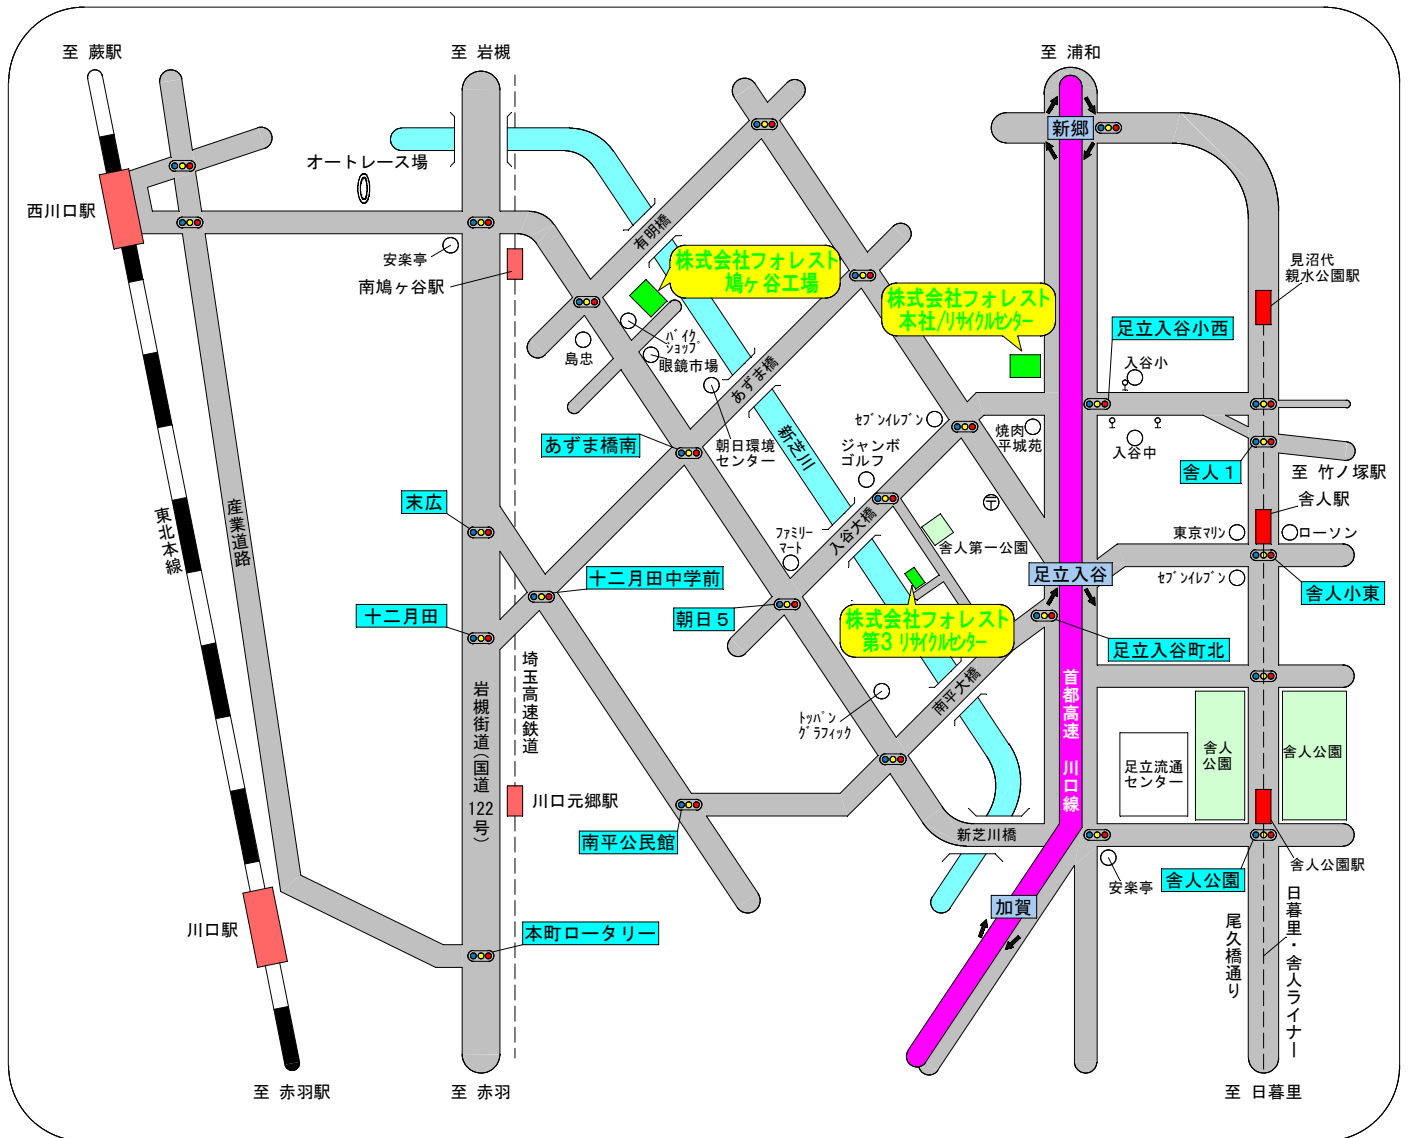 至 蕨駅
至 岩槻
至 浦和
新郷
オートレース場
西川口駅
有明橋
安楽亭
南鳩ヶ谷駅
株式会社フォレスト
鳩ヶ谷工場
見沼代
親水公園駅
株式会社フォレスト
本社/リサイクルセンター
足立入谷小西
バイク
ショップ
島忠
眼鏡市場
あずま橋
入谷小
セブンイレブン
焼肉
平城苑
新芝川
あずま橋南
朝日環境
センター
ジャンボ
ゴルフ
入谷中
舎人1
至 竹ノ塚駅
末広
産業道路
東北本線
入谷大橋
舎人駅
ファミリー
マート
舎人第一公園
東京マリン
ローソン
十二月田中学前
足立入谷
セブンイレブン
舎人小東
十二月田
朝日5
株式会社フォレスト
第3 リサイクルセンター
足立入谷町北
埼玉高速鉄道
岩槻街道(国道122号)
南平大橋
首都高速 川口線
トッパン
グラフィック
足立流通
センター
舎人
公園
舎人公園
川口元郷駅
南平公民館
新芝川橋
安楽亭
舎人公園
舎人公園駅
川口駅
本町ロータリー
加賀
尾久橋通り
日暮里・舎人ライナー
至 赤羽駅
至 赤羽
至 日暮里